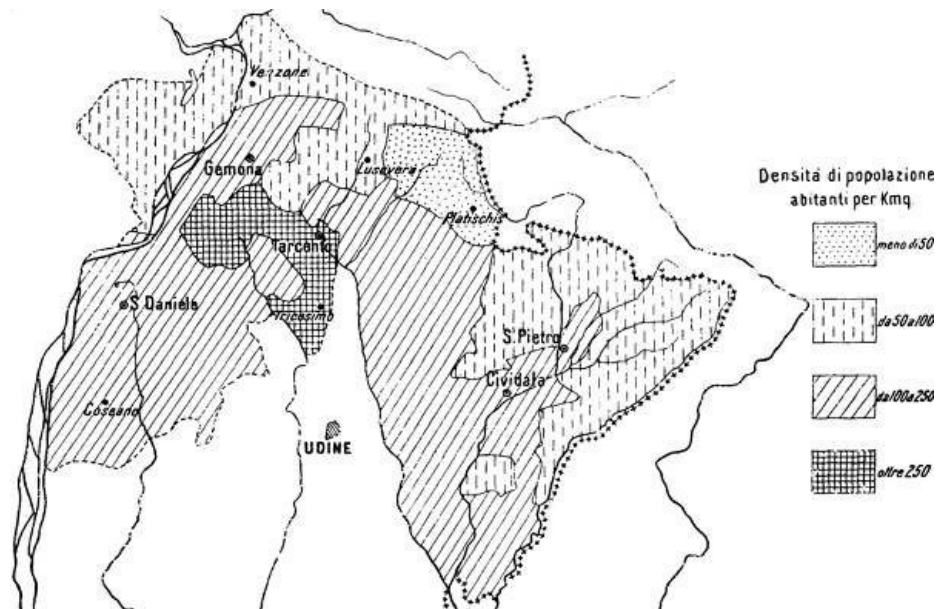 Venzone
Gemona
Lusevera
Platischis
Tarcento
S. Daniele
Tricesimo
S. Pietro
Cividale
Coseano
UDINE
Densità di popolazione
abitanti per Kmq.
meno di 50
da 50 a 100
da 100 a 250
oltre 250